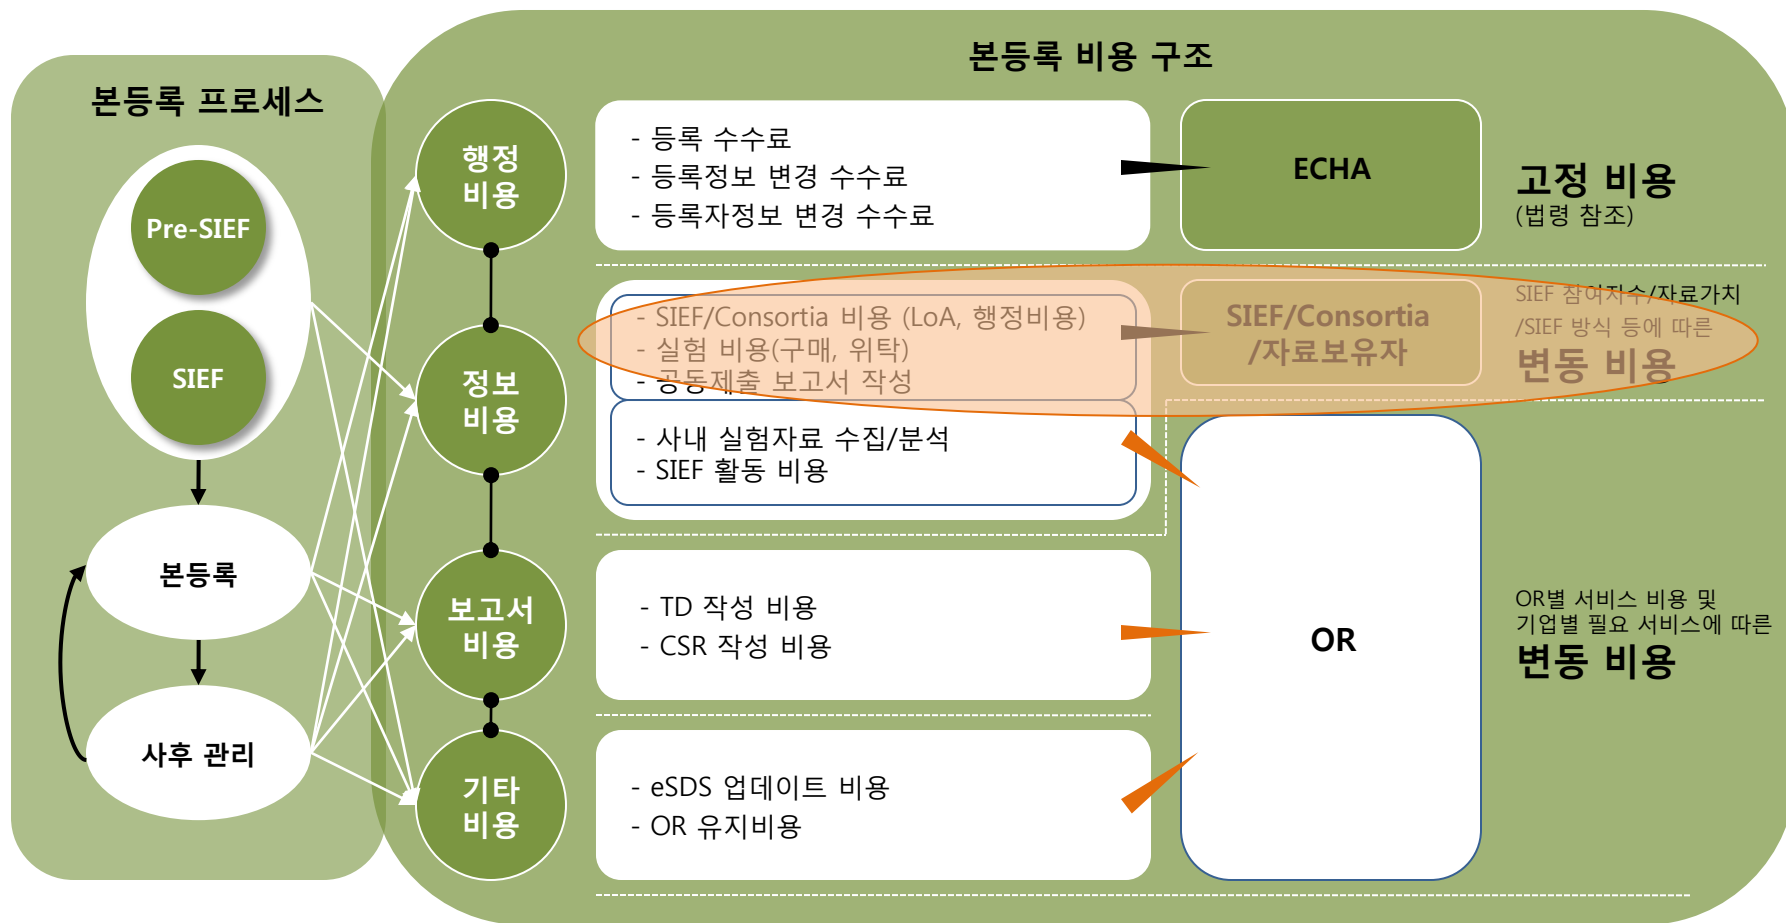 본등록 프로세스
Pre-SIEF
SIEF
본등록
사후 관리
본등록 비용 구조
행정
비용
- 등록 수수료
- 등록정보 변경 수수료
- 등록자정보 변경 수수료
ECHA
고정 비용
(법령 참조)
정보
비용
- SIEF/Consortia 비용 (LoA, 행정비용)
- 실험 비용(구매, 위탁)
- 공동제출 보고서 작성
SIEF/Consortia
/자료보유자
SIEF 참여자수/자료가치
/SIEF 방식 등에 따른
변동 비용
- 사내 실험자료 수집/분석
- SIEF 활동 비용
보고서
비용
- TD 작성 비용
- CSR 작성 비용
OR
OR별 서비스 비용 및
기업별 필요 서비스에 따른
변동 비용
기타
비용
- eSDS 업데이트 비용
- OR 유지비용